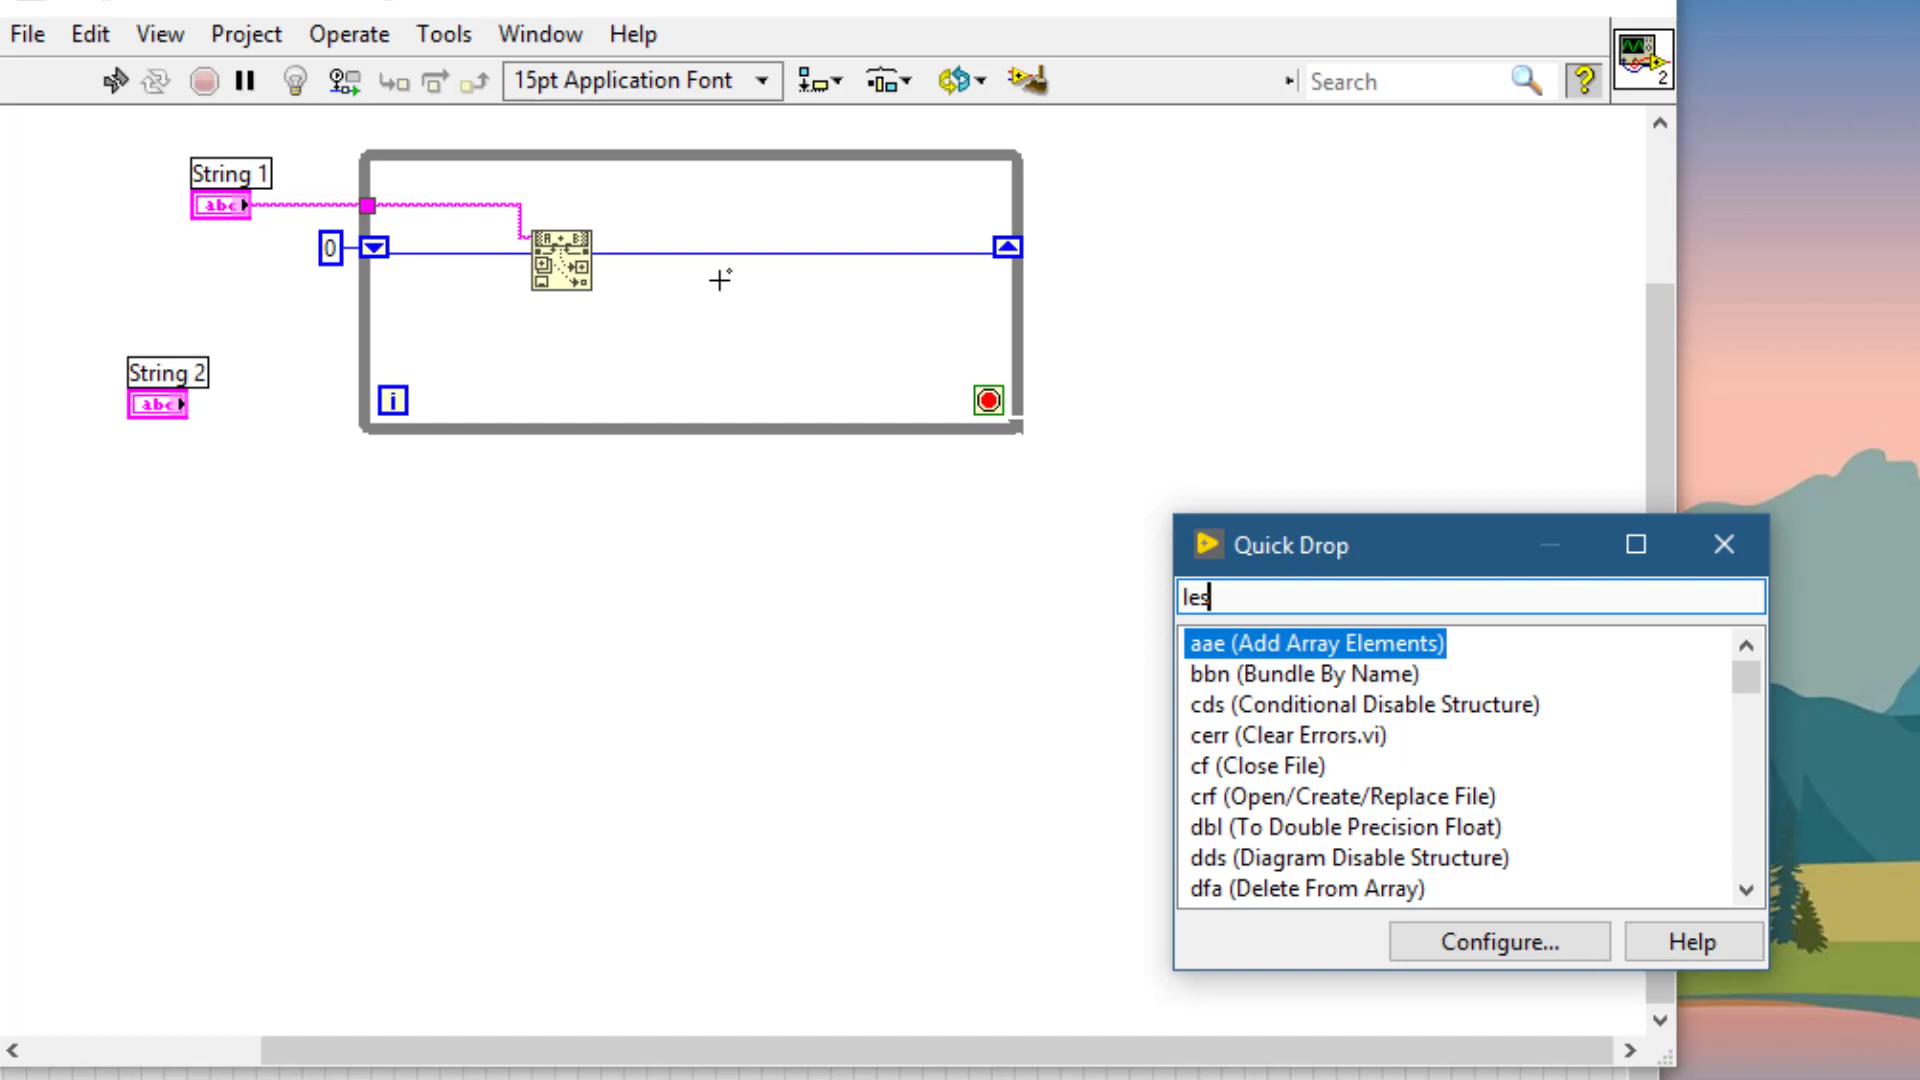 File Edit View Project Operate Tools Window Help
15pt Application Font
Search
2
String 1
abc
0
A + B
String 2
abc
i
Quick Drop
les
aae (Add Array Elements)
bbn (Bundle By Name)
cds (Conditional Disable Structure)
cerr (Clear Errors.vi)
cf (Close File)
crf (Open/Create/Replace File)
dbl (To Double Precision Float)
dds (Diagram Disable Structure)
dfa (Delete From Array)
Configure... Help